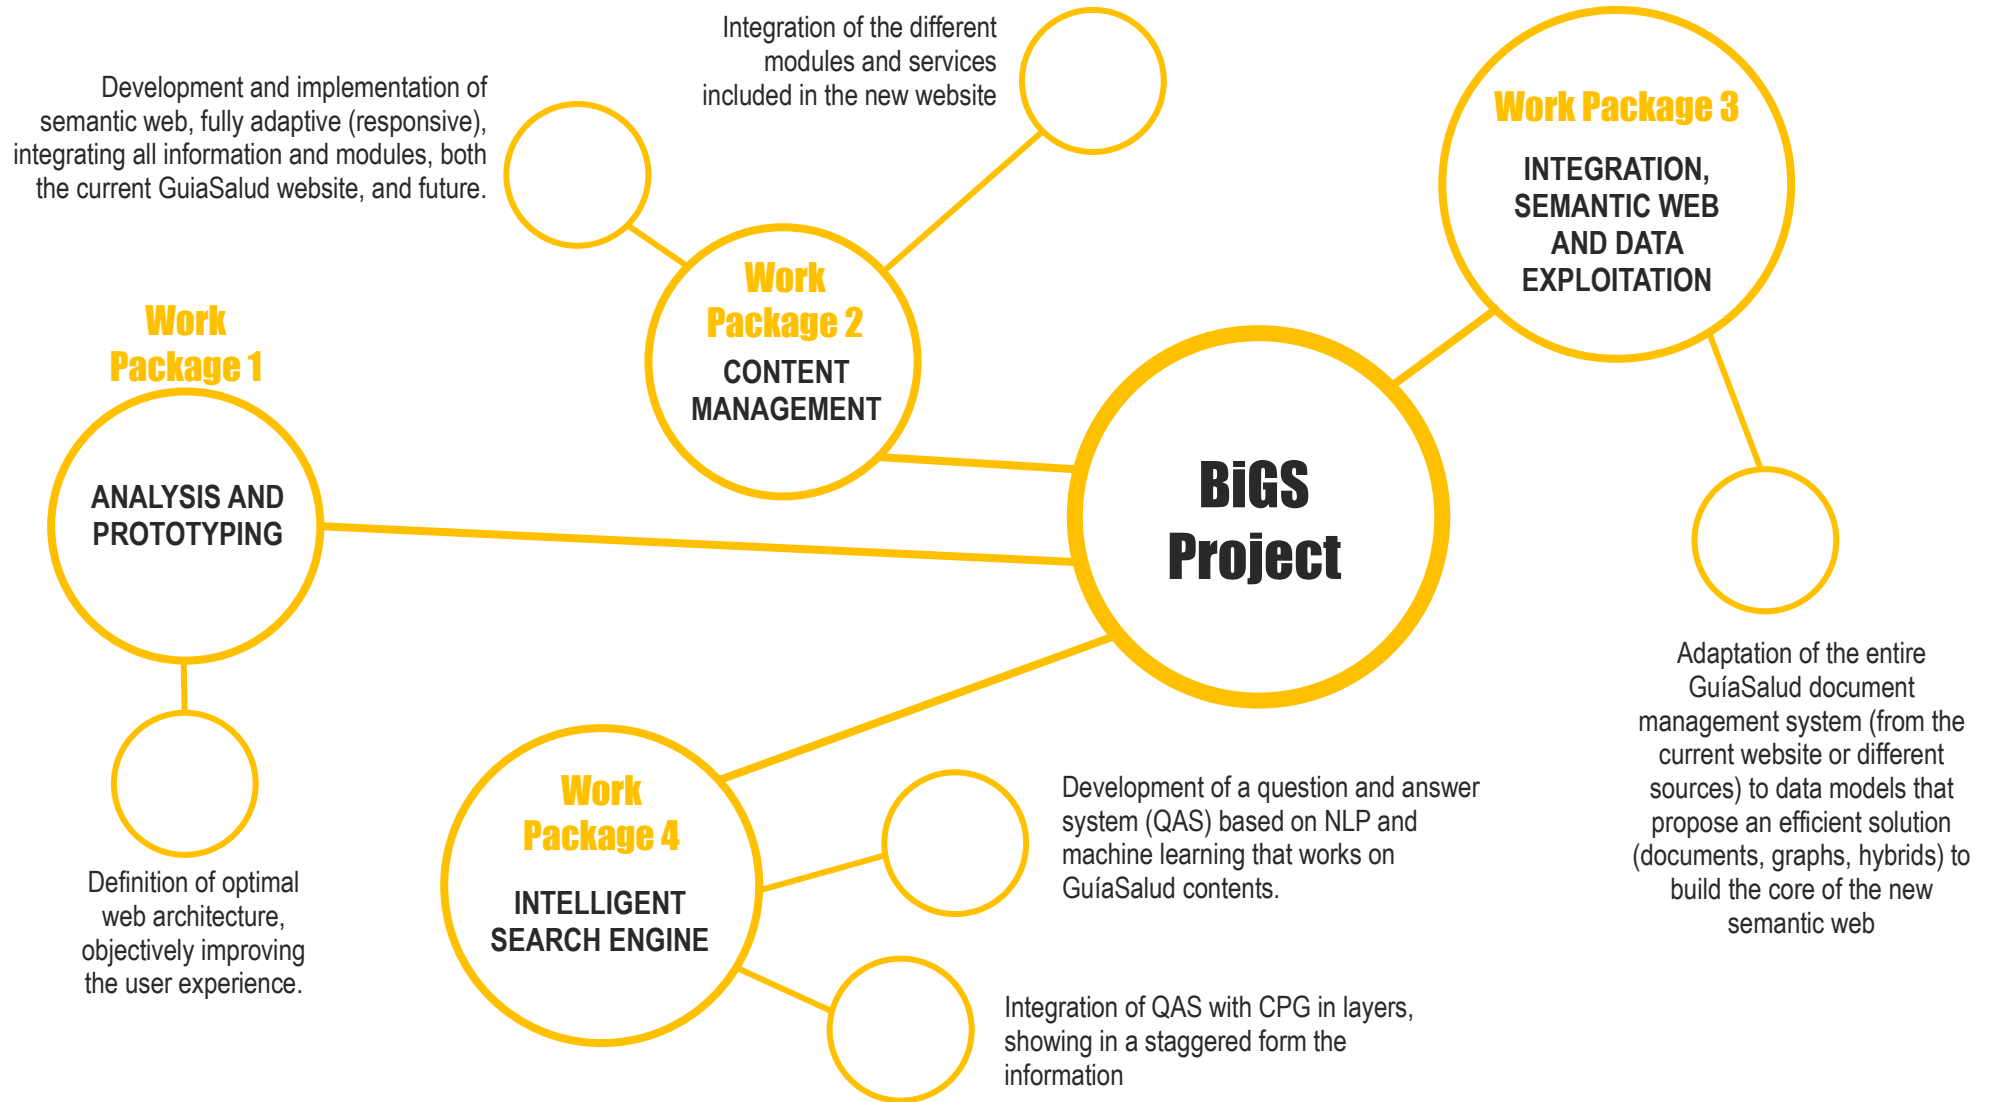 Integration of the different
modules and services
included in the new website
Development and implementation of
semantic web, fully adaptive (responsive),
integrating all information and modules, both
the current GuiaSalud website, and future.
Work Package 3
INTEGRATION,
SEMANTIC WEB
AND DATA
EXPLOITATION
Work
Package 2
CONTENT
MANAGEMENT
Work
Package 1
ANALYSIS AND
PROTOTYPING
BiGS
Project
Definition of optimal
web architecture,
objectively improving
the user experience.
Work
Package 4
INTELLIGENT
SEARCH ENGINE
Development of a question and answer
system (QAS) based on NLP and
machine learning that works on
GuíaSalud contents.
Integration of QAS with CPG in layers,
showing in a staggered form the
information
Adaptation of the entire
GuíaSalud document
management system (from the
current website or different
sources) to data models that
propose an efficient solution
(documents, graphs, hybrids) to
build the core of the new
semantic web